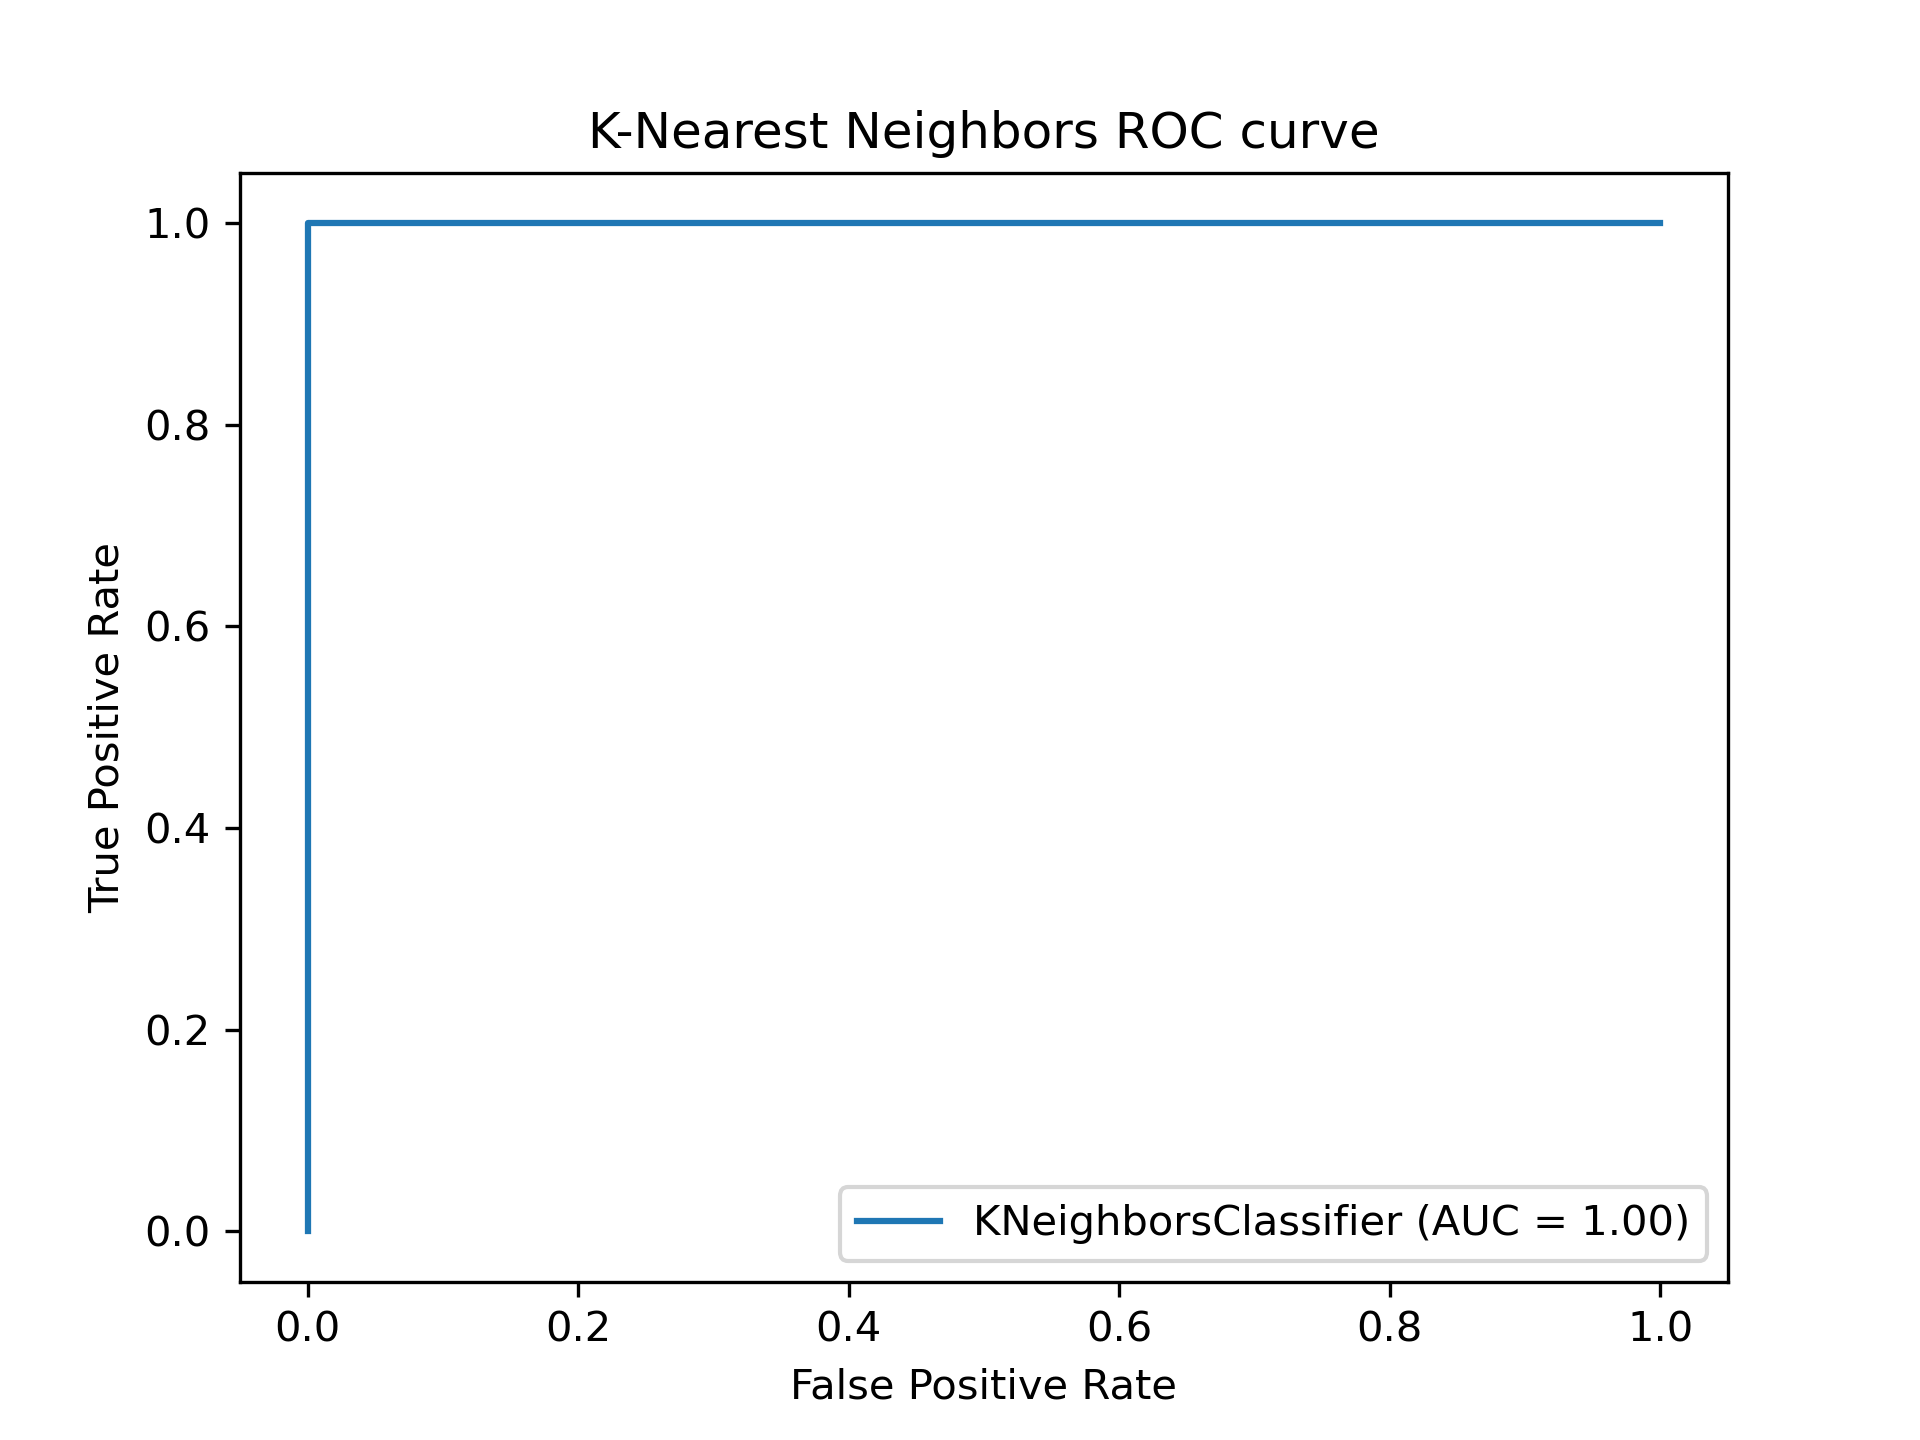 K-Nearest Neighbors ROC curve
1.0
0.8
0.6
0.4
0.2
0.0
True Positive Rate
KNeighborsClassifier (AUC = 1.00)
0.0 0.2 0.4 0.6 0.8 1.0
False Positive Rate